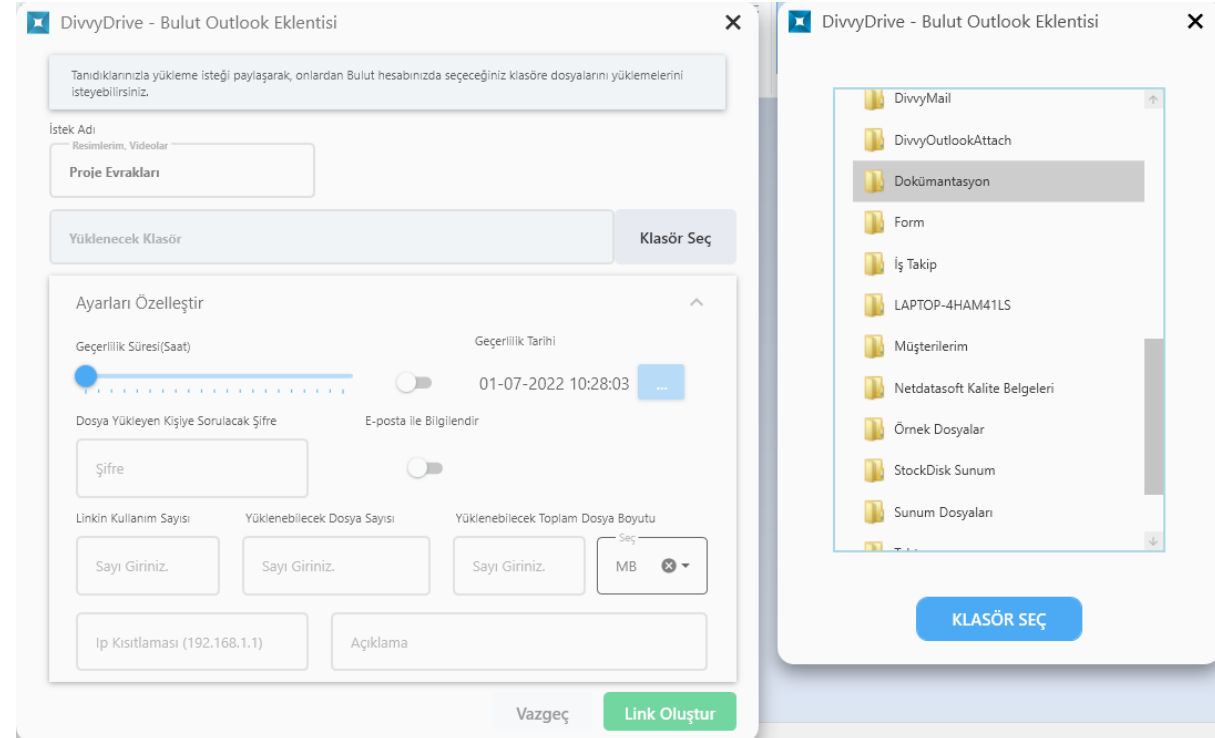 DivvyDrive - Bulut Outlook Eklentisi
Tanıdıklarınızla yükleme isteği paylaşarak, onlardan Bulut hesabınızda seçeceğiniz klasöre dosyalarını yüklemelerini
isteyebilirsiniz.
İstek Adı
Resimlerim, Videolar
Proje Evrakları
Yüklenecek Klasör
Klasör Seç
Ayarları Özelleştir
Geçerlilik Süresi(Saat)
Geçerlilik Tarihi
01-07-2022 10:28:03
...
Dosya Yükleyen Kişiye Sorulacak Şifre
E-posta ile Bilgilendir
Şifre
Linkin Kullanım Sayısı
Yüklenebilecek Dosya Sayısı
Yüklenebilecek Toplam Dosya Boyutu
Sayı Giriniz.
Sayı Giriniz.
Sayı Giriniz.
Seç
MB
Ip Kısıtlaması (192.168.1.1)
Açıklama
Vazgeç
Link Oluştur
DivvyDrive - Bulut Outlook Eklentisi
DivvyMail
DivvyOutlookAttach
Dokümantasyon
Form
İş Takip
LAPTOP-4HAM41LS
Müşterilerim
Netdatasoft Kalite Belgeleri
Örnek Dosyalar
StockDisk Sunum
Sunum Dosyaları
KLASÖR SEÇ